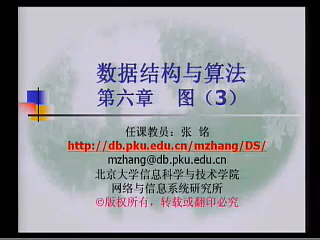 数据结构与算法
第六章 图（3）
任课教员：张 铭
http://db.pku.edu.cn/mzhang/DS/
mzhang@db.pku.edu.cn
北京大学信息科学与技术学院
网络与信息系统研究所
©版权所有，转载或翻印必究